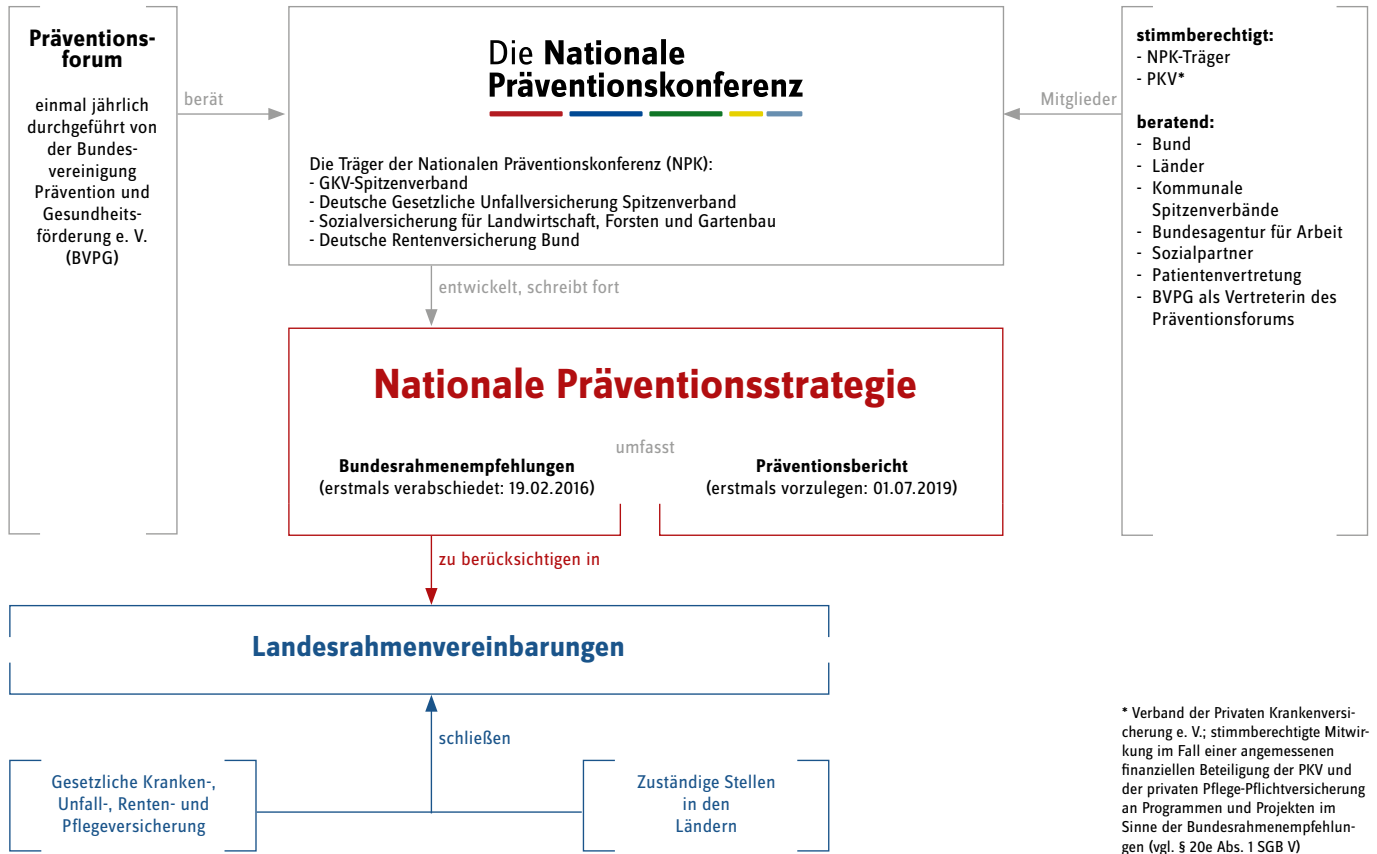 Präventions-
forum
einmal jährlich
durchgeführt von
der Bundes-
vereinigung
Prävention und
Gesundheits-
förderung e. V.
(BVPG)
berät
Die Nationale
Präventionskonferenz
Die Träger der Nationalen Präventionskonferenz (NPK):
- GKV-Spitzenverband
- Deutsche Gesetzliche Unfallversicherung Spitzenverband
- Sozialversicherung für Landwirtschaft, Forsten und Gartenbau
- Deutsche Rentenversicherung Bund
Mitglieder
stimmberechtigt:
- NPK-Träger
- PKV*
beratend:
- Bund
- Länder
- Kommunale
Spitzenverbände
- Bundesagentur für Arbeit
- Sozialpartner
- Patientenvertretung
- BVPG als Vertreterin des
Präventionsforums
entwickelt, schreibt fort
Nationale Präventionsstrategie
umfasst
Bundesrahmenempfehlungen
(erstmals verabschiedet: 19.02.2016)
Präventionsbericht
(erstmals vorzulegen: 01.07.2019)
zu berücksichtigen in
Landesrahmenvereinbarungen
schließen
Gesetzliche Kranken-,
Unfall-, Renten- und
Pflegeversicherung
Zuständige Stellen
in den
Ländern
* Verband der Privaten Krankenversi-
cherung e. V.; stimmberechtigte Mitwir-
kung im Fall einer angemessenen
finanziellen Beteiligung der PKV und
der privaten Pflege-Pflichtversicherung
an Programmen und Projekten im
Sinne der Bundesrahmenempfehlun-
gen (vgl. § 20e Abs. 1 SGB V)